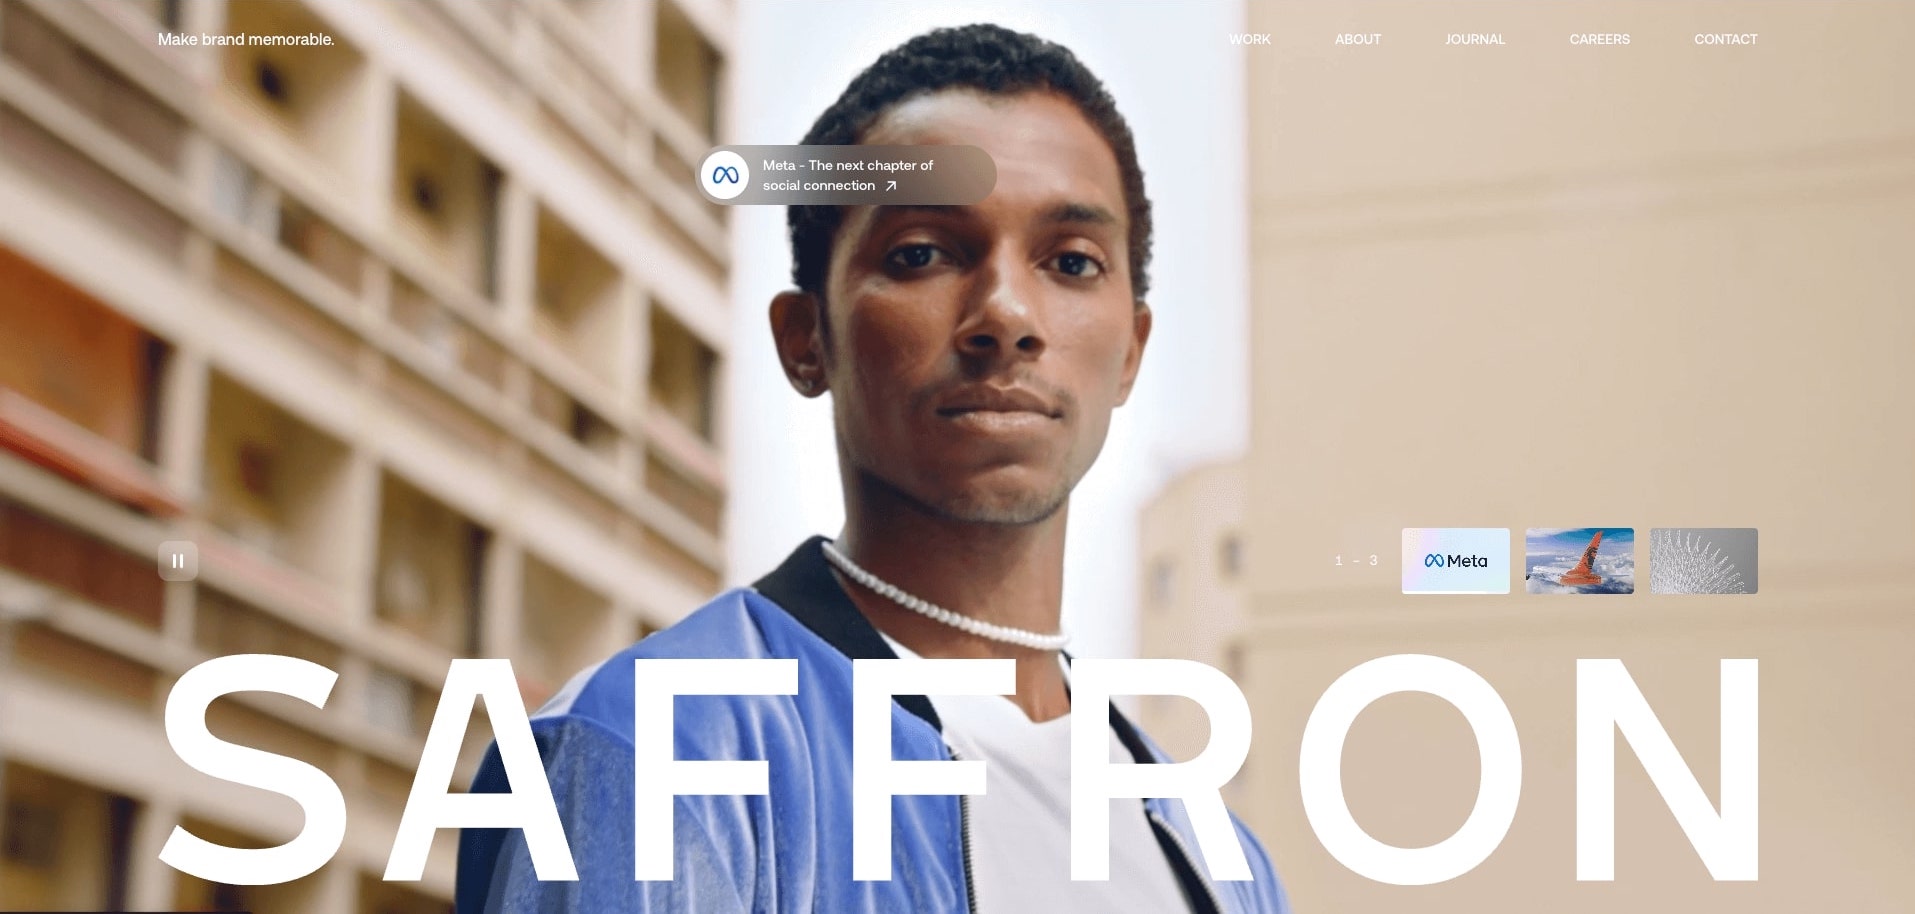 Make brand memorable.
WORK
ABOUT
JOURNAL
CAREERS
CONTACT
Meta - The next chapter of
social connection
1 - 3
Meta
SAFFRON